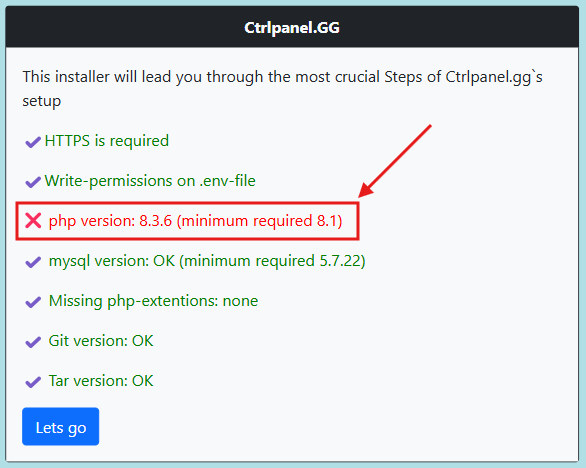 Ctrlpanel.GG
This installer will lead you through the most crucial Steps of Ctrlpanel.gg`s
setup
HTTPS is required
Write-permissions on .env-file
php version: 8.3.6 (minimum required 8.1)
mysql version: OK (minimum required 5.7.22)
Missing php-extentions: none
Git version: OK
Tar version: OK
Lets go